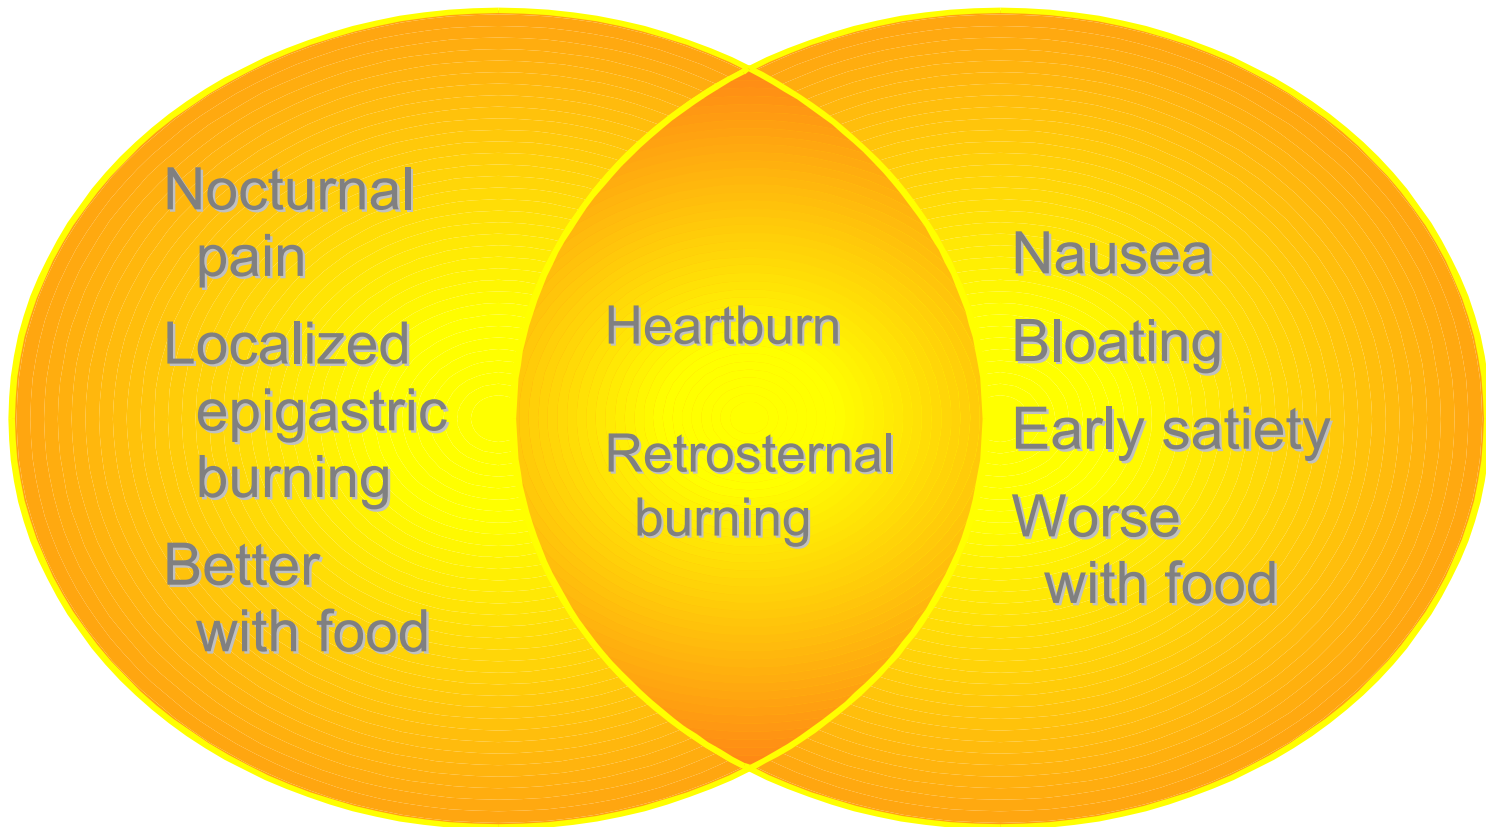 Nocturnal
pain
Localized
epigastric
burning
Better
with food
Heartburn
Retrosternal
burning
Nausea
Bloating
Early satiety
Worse
with food